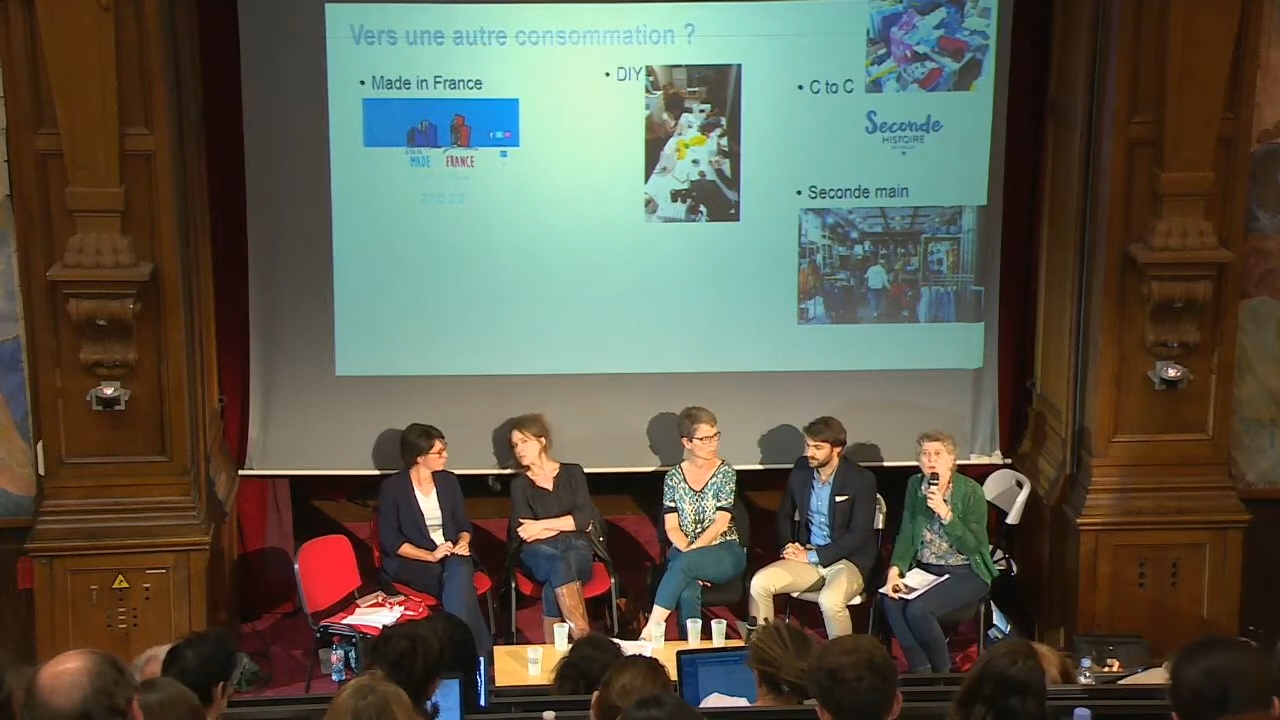 Vers une autre consommation ?
• Made in France
MADE
FRANCE
• DIY
• C to C
Seconde
HISTOIRE
• Seconde main